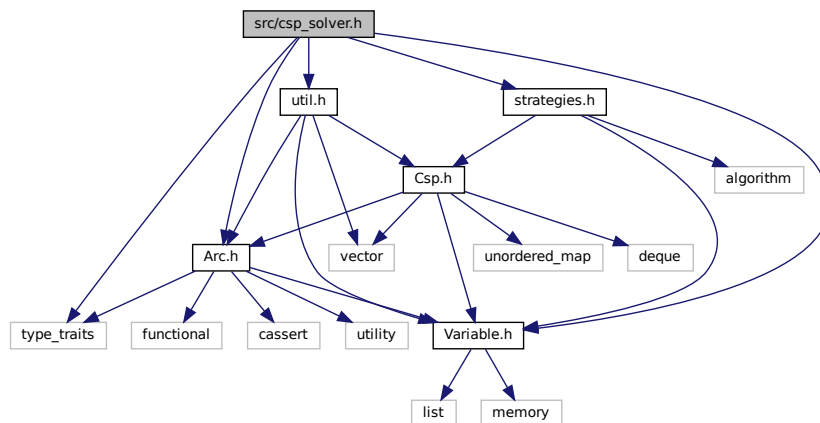 src/csp_solver.h
util.h
strategies.h
Csp.h
algorithm
Arc.h
vector
unordered_map
deque
type_traits
functional
cassert
utility
Variable.h
list
memory